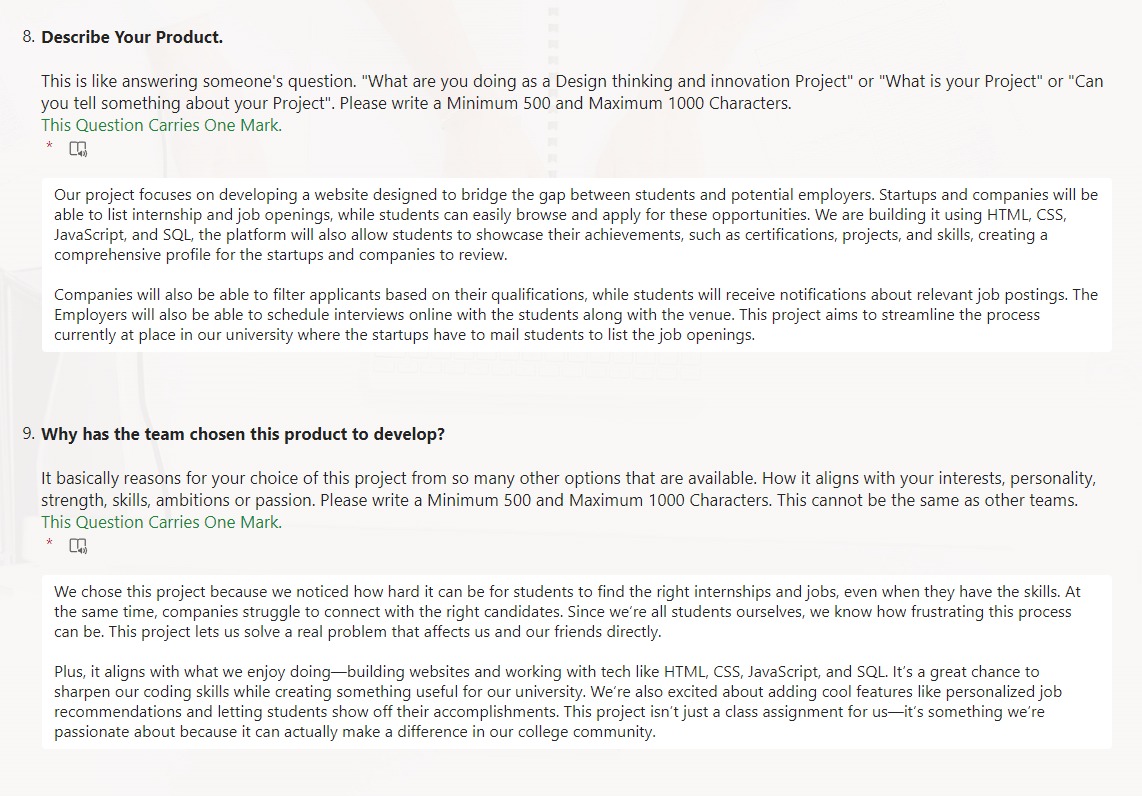 8. Describe Your Product.
This is like answering someone's question. "What are you doing as a Design thinking and innovation Project" or "What is your Project" or "Can
you tell something about your Project". Please write a Minimum 500 and Maximum 1000 Characters.
This Question Carries One Mark.
*
Our project focuses on developing a website designed to bridge the gap between students and potential employers. Startups and companies will be
able to list internship and job openings, while students can easily browse and apply for these opportunities. We are building it using HTML, CSS,
JavaScript, and SQL, the platform will also allow students to showcase their achievements, such as certifications, projects, and skills, creating a
comprehensive profile for the startups and companies to review.
Companies will also be able to filter applicants based on their qualifications, while students will receive notifications about relevant job postings. The
Employers will also be able to schedule interviews online with the students along with the venue. This project aims to streamline the process
currently at place in our university where the startups have to mail students to list the job openings.
9. Why has the team chosen this product to develop?
It basically reasons for your choice of this project from so many other options that are available. How it aligns with your interests, personality,
strength, skills, ambitions or passion. Please write a Minimum 500 and Maximum 1000 Characters. This cannot be the same as other teams.
This Question Carries One Mark.
*
We chose this project because we noticed how hard it can be for students to find the right internships and jobs, even when they have the skills. At
the same time, companies struggle to connect with the right candidates. Since we're all students ourselves, we know how frustrating this process
can be. This project lets us solve a real problem that affects us and our friends directly.
Plus, it aligns with what we enjoy doing—building websites and working with tech like HTML, CSS, JavaScript, and SQL. It's a great chance to
sharpen our coding skills while creating something useful for our university. We're also excited about adding cool features like personalized job
recommendations and letting students show off their accomplishments. This project isn't just a class assignment for us—it's something we're
passionate about because it can actually make a difference in our college community.